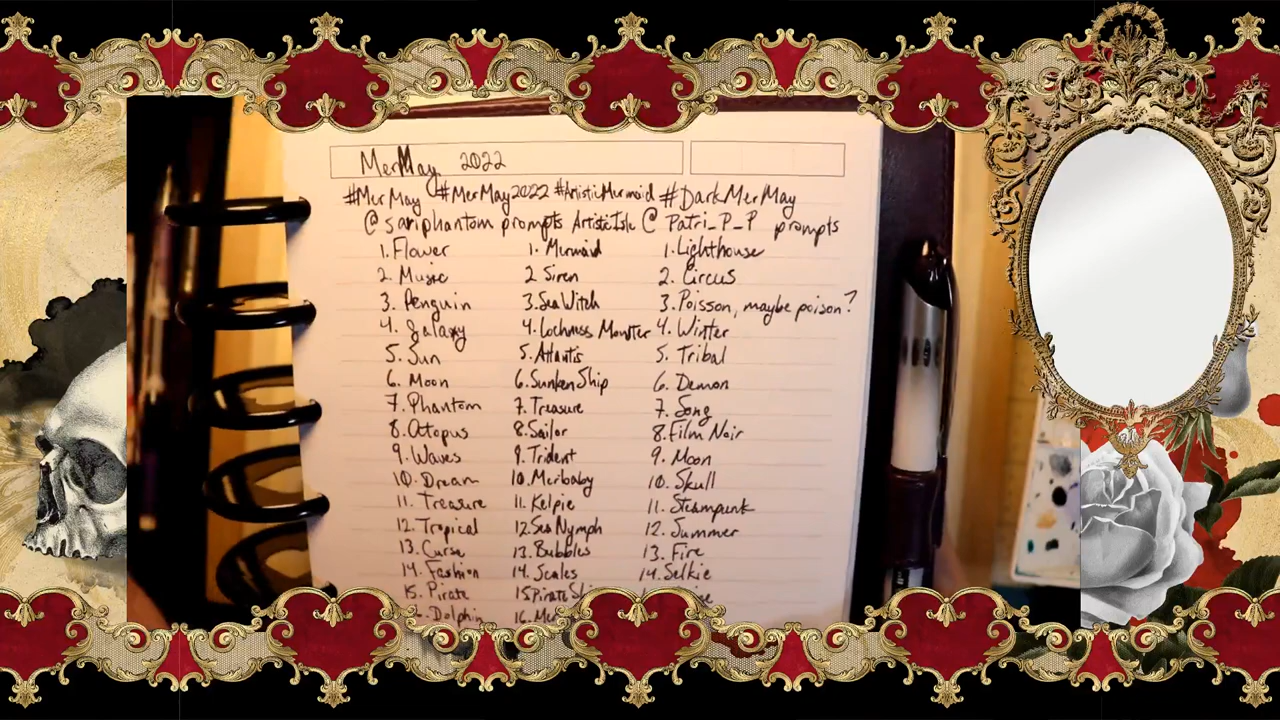 MerMay 2022
#MerMay #MerMay2022 #ArtisticMermaid #DarkMerMay
@sariphantom prompts ArtisticIsle @Patri_P_P prompts
1. Flower 1. Mermaid 1. Lighthouse
2. Music 2. Siren 2. Circus
3. Penguin 3. Sea Witch 3. Poisson, maybe poison?
4. Galaxy 4. Lochness Monster 4. Winter
5. Sun 5. Atlantis 5. Tribal
6. Moon 6. Sunken Ship 6. Demon
7. Phantom 7. Treasure 7. Song
8. Octopus 8. Sailor 8. Film Noir
9. Waves 9. Trident 9. Moon
10. Dream 10. Merbaby 10. Skull
11. Treasure 11. Kelpie 11. Steampunk
12. Tropical 12. Sea Nymph 12. Summer
13. Curse 13. Bubbles 13. Fire
14. Fashion 14. Scales 14. Selkie
15. Pirate 15 Pirate
Dolphin 16.